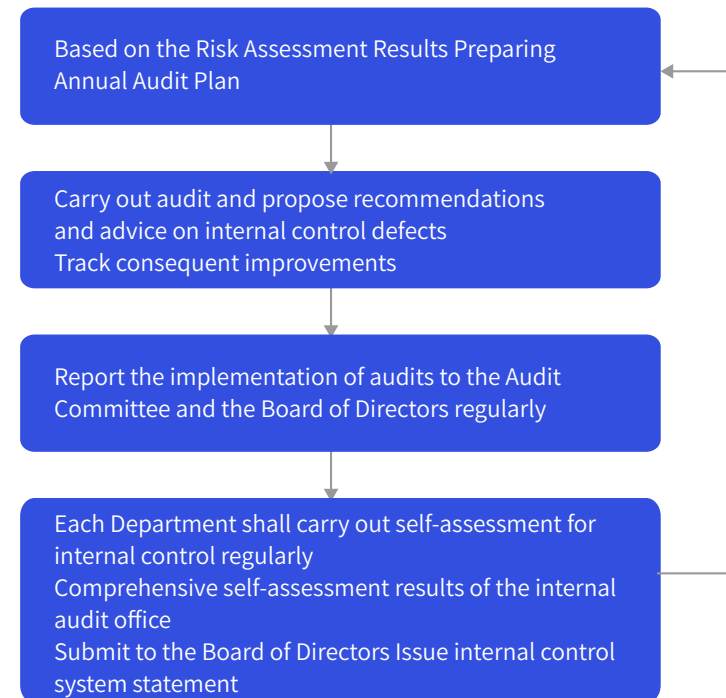 Based on the Risk Assessment Results Preparing
Annual Audit Plan
Carry out audit and propose recommendations
and advice on internal control defects
Track consequent improvements
Report the implementation of audits to the Audit
Committee and the Board of Directors regularly
Each Department shall carry out self-assessment for
internal control regularly
Comprehensive self-assessment results of the internal
audit office
Submit to the Board of Directors Issue internal control
system statement